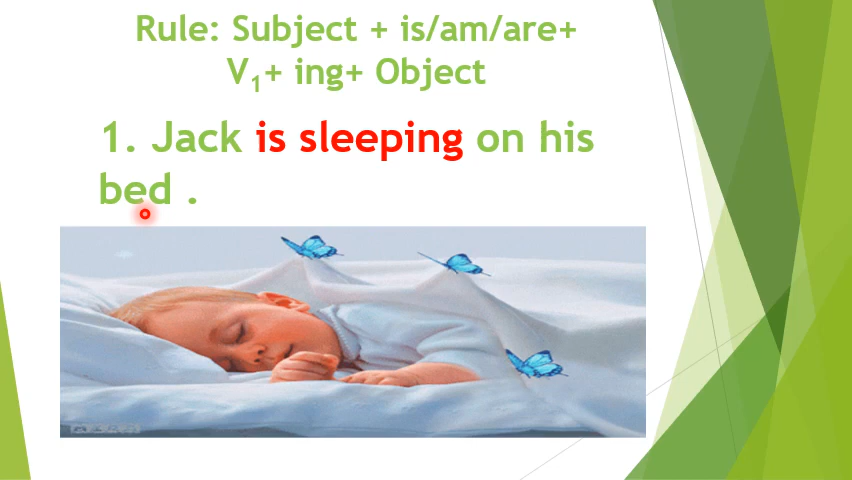 Rule: Subject + is/am/are+
V₁+ ing+ Object
1. Jack is sleeping on his
bed .